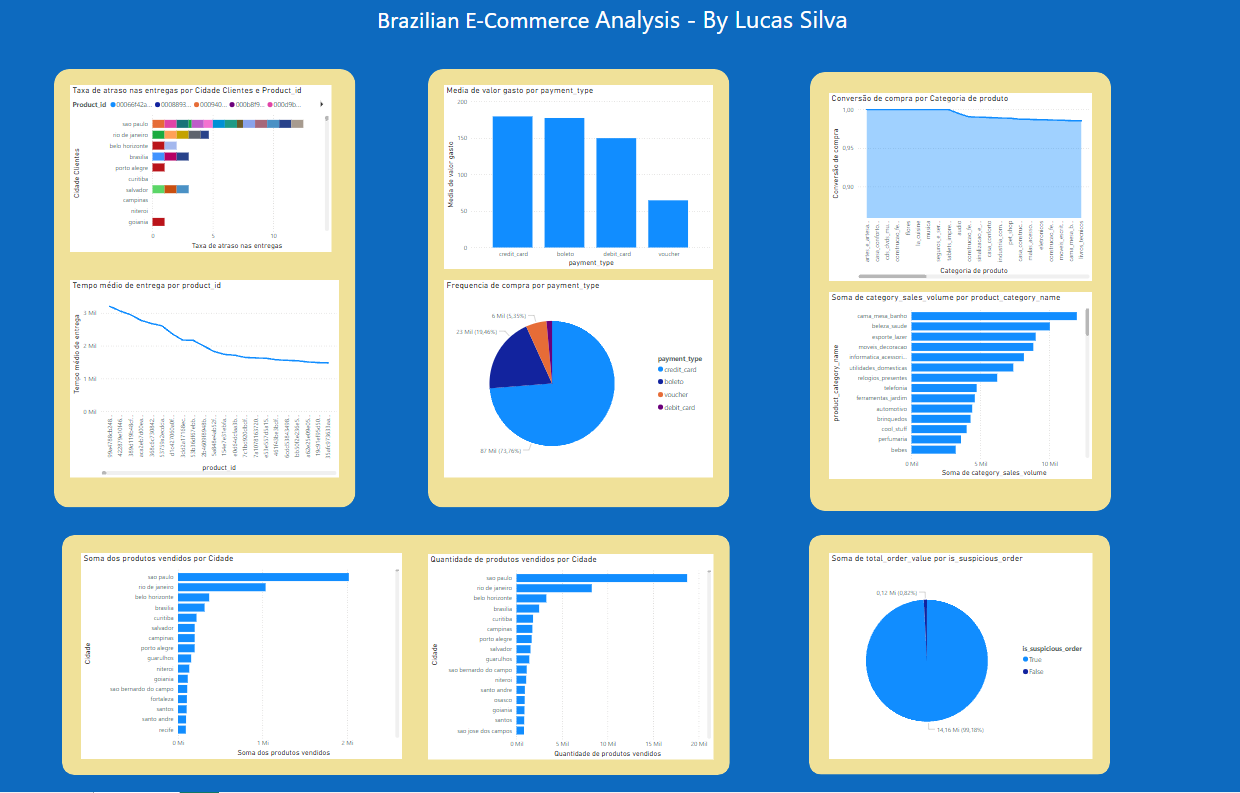 Brazilian E-Commerce Analysis - By Lucas Silva
Taxa de atraso nas entregas por Cidade Clientes e Product_id
Product_id 00066f42a... 0008893... 000940... 000b8f9... 000d9b...
Cidade Clientes
sao paulo
rio de janeiro
belo horizonte
brasilia
porto alegre
curitiba
salvador
campinas
niteroi
goiania
0 5 10
Taxa de atraso nas entregas
Tempo médio de entrega por product_id
Tempo médio de entrega
3 Mil
2 Mil
1 Mil
0 Mil
product_id
Media de valor gasto por payment_type
Media de valor gasto
200
150
100
50
0
credit_card boleto debit_card voucher
payment_type
Frequencia de compra por payment_type
6 Mil (5,35%)
23 Mil (19,46%)
87 Mil (73,76%)
payment_type
credit_card
boleto
voucher
debit_card
Conversão de compra por Categoria de produto
Conversão de compra
1,00
0,95
0,90
Categoria de produto
Soma de category_sales_volume por product_category_name
product_category_name
cama_mesa_banho
beleza_saude
esporte_lazer
moveis_decoracao
informatica_acessori...
utilidades_domesticas
relogios_presentes
telefonia
ferramentas_jardim
automotivo
brinquedos
cool_stuff
perfumaria
bebes
0 Mil 5 Mil 10 Mil
Soma de category_sales_volume
Soma dos produtos vendidos por Cidade
Cidade
sao paulo
rio de janeiro
belo horizonte
brasilia
curitiba
salvador
campinas
porto alegre
guarulhos
niteroi
goiania
sao bernardo do campo
fortaleza
santos
santo andre
recife
0 Mi 1 Mi 2 Mi
Soma dos produtos vendidos
Quantidade de produtos vendidos por Cidade
Cidade
sao paulo
rio de janeiro
belo horizonte
brasilia
curitiba
campinas
porto alegre
salvador
guarulhos
sao bernardo do campo
niteroi
santo andre
osasco
goiania
santos
sao jose dos campos
0 Mil 5 Mil 10 Mil 15 Mil 20 Mil
Quantidade de produtos vendidos
Soma de total_order_value por is_suspicious_order
0,12 Mi (0,82%)
14,16 Mi (99,18%)
is_suspicious_order
True
False